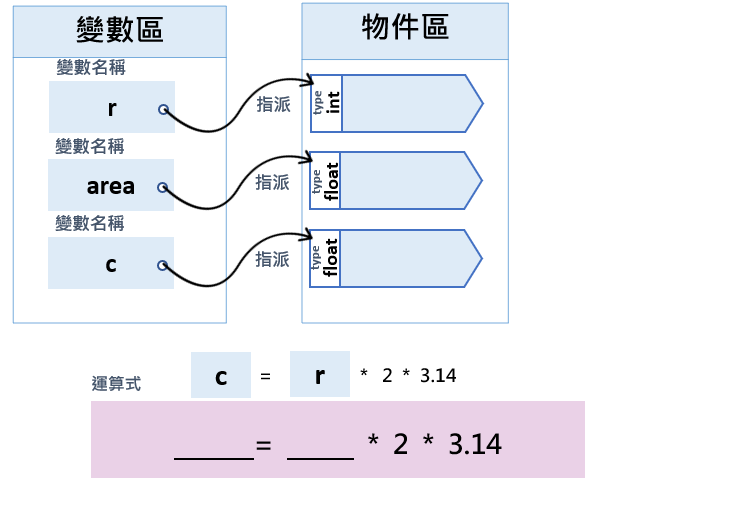 變數區
物件區
變數名稱
r
指派
type
int
變數名稱
area
指派
type
float
變數名稱
c
指派
type
float
運算式
c = r * 2 * 3.14
______= _____ * 2 * 3.14